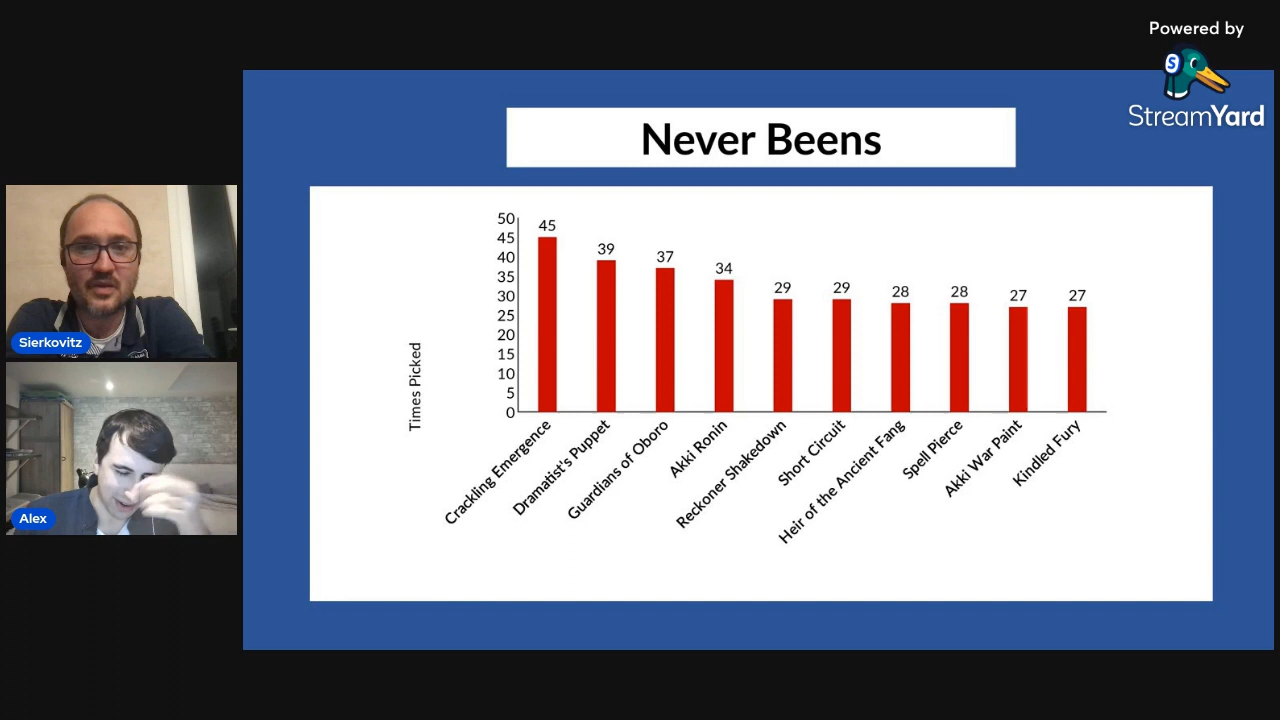 Powered by
S
StreamYard
Never Beens
Times Picked
50
45
40
35
30
25
20
15
10
5
0
45
39
37
34
29
29
28
28
27
27
Crackling Emergence
Dramatist's Puppet
Guardians of Oboro
Akki Ronin
Reckoner Shakedown
Short Circuit
Heir of the Ancient Fang
Spell Pierce
Akki War Paint
Kindled Fury
Sierkovitz
Alex